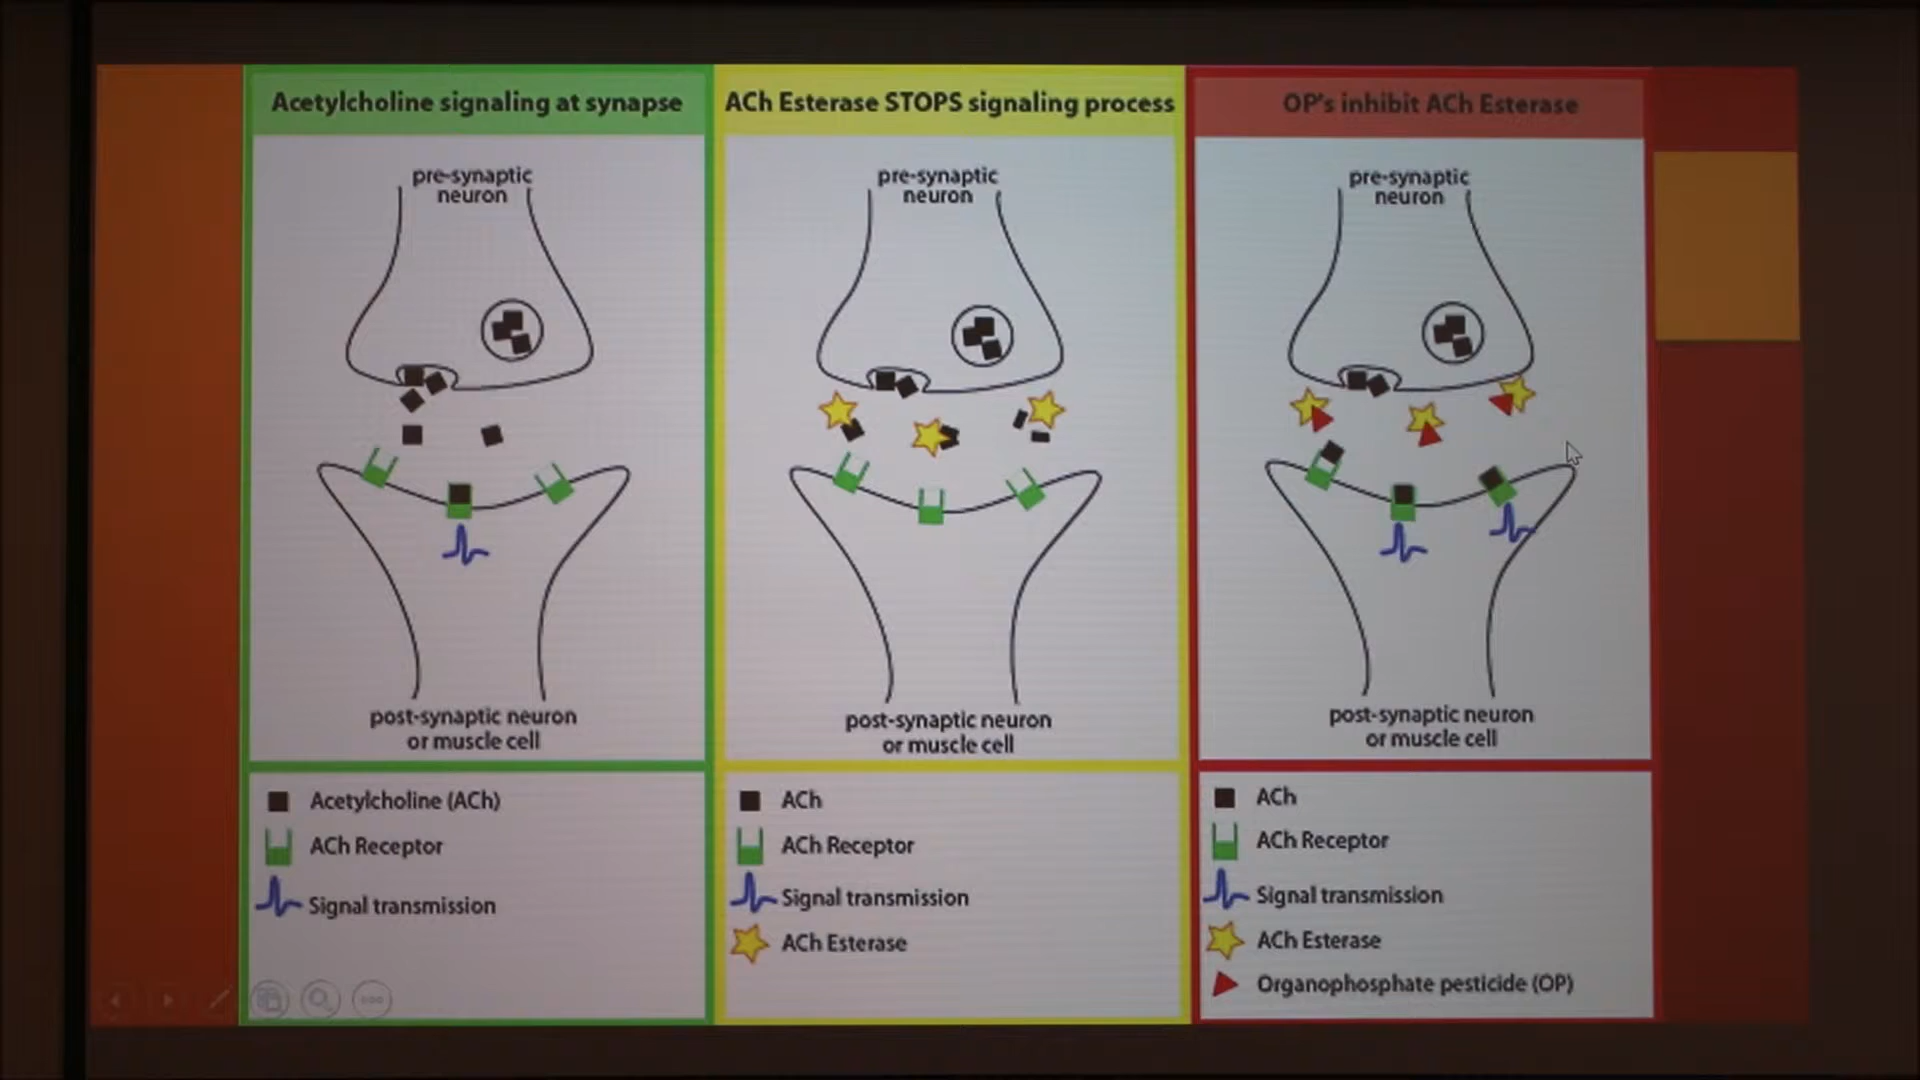 Acetylcholine signaling at synapse
pre-synaptic
neuron
post-synaptic neuron
or muscle cell
Acetylcholine (ACh)
ACh Receptor
Signal transmission
ACh Esterase STOPS signaling process
pre-synaptic
neuron
post-synaptic neuron
or muscle cell
ACh
ACh Receptor
Signal transmission
ACh Esterase
OP's inhibit ACh Esterase
pre-synaptic
neuron
post-synaptic neuron
or muscle cell
ACh
ACh Receptor
Signal transmission
ACh Esterase
Organophosphate pesticide (OP)